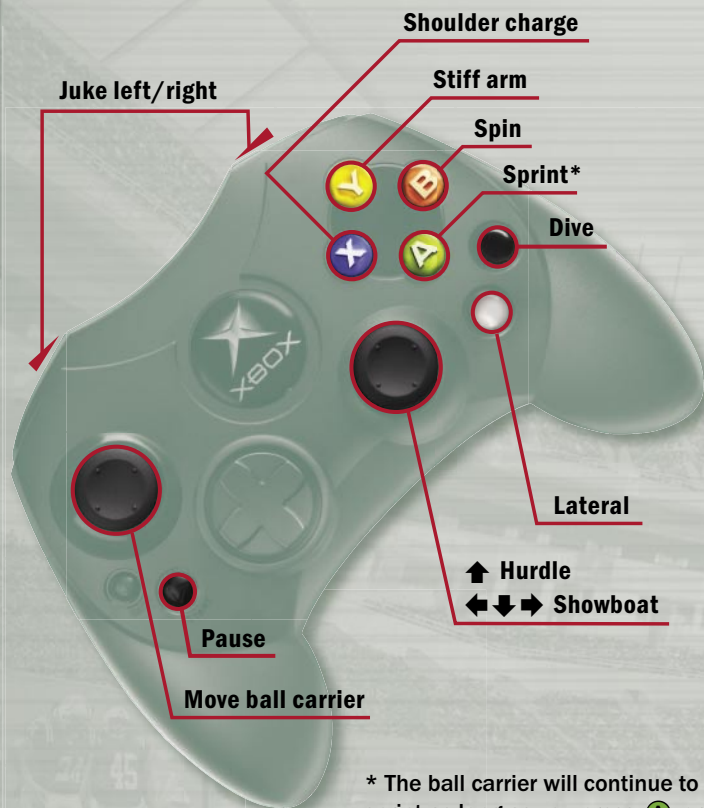 Shoulder charge
Stiff arm
Juke left/right
Spin
Sprint*
Dive
Y
B
X
A
XBOX
Lateral
Hurdle
Showboat
Pause
Move ball carrier
45
* The ball carrier will continue to